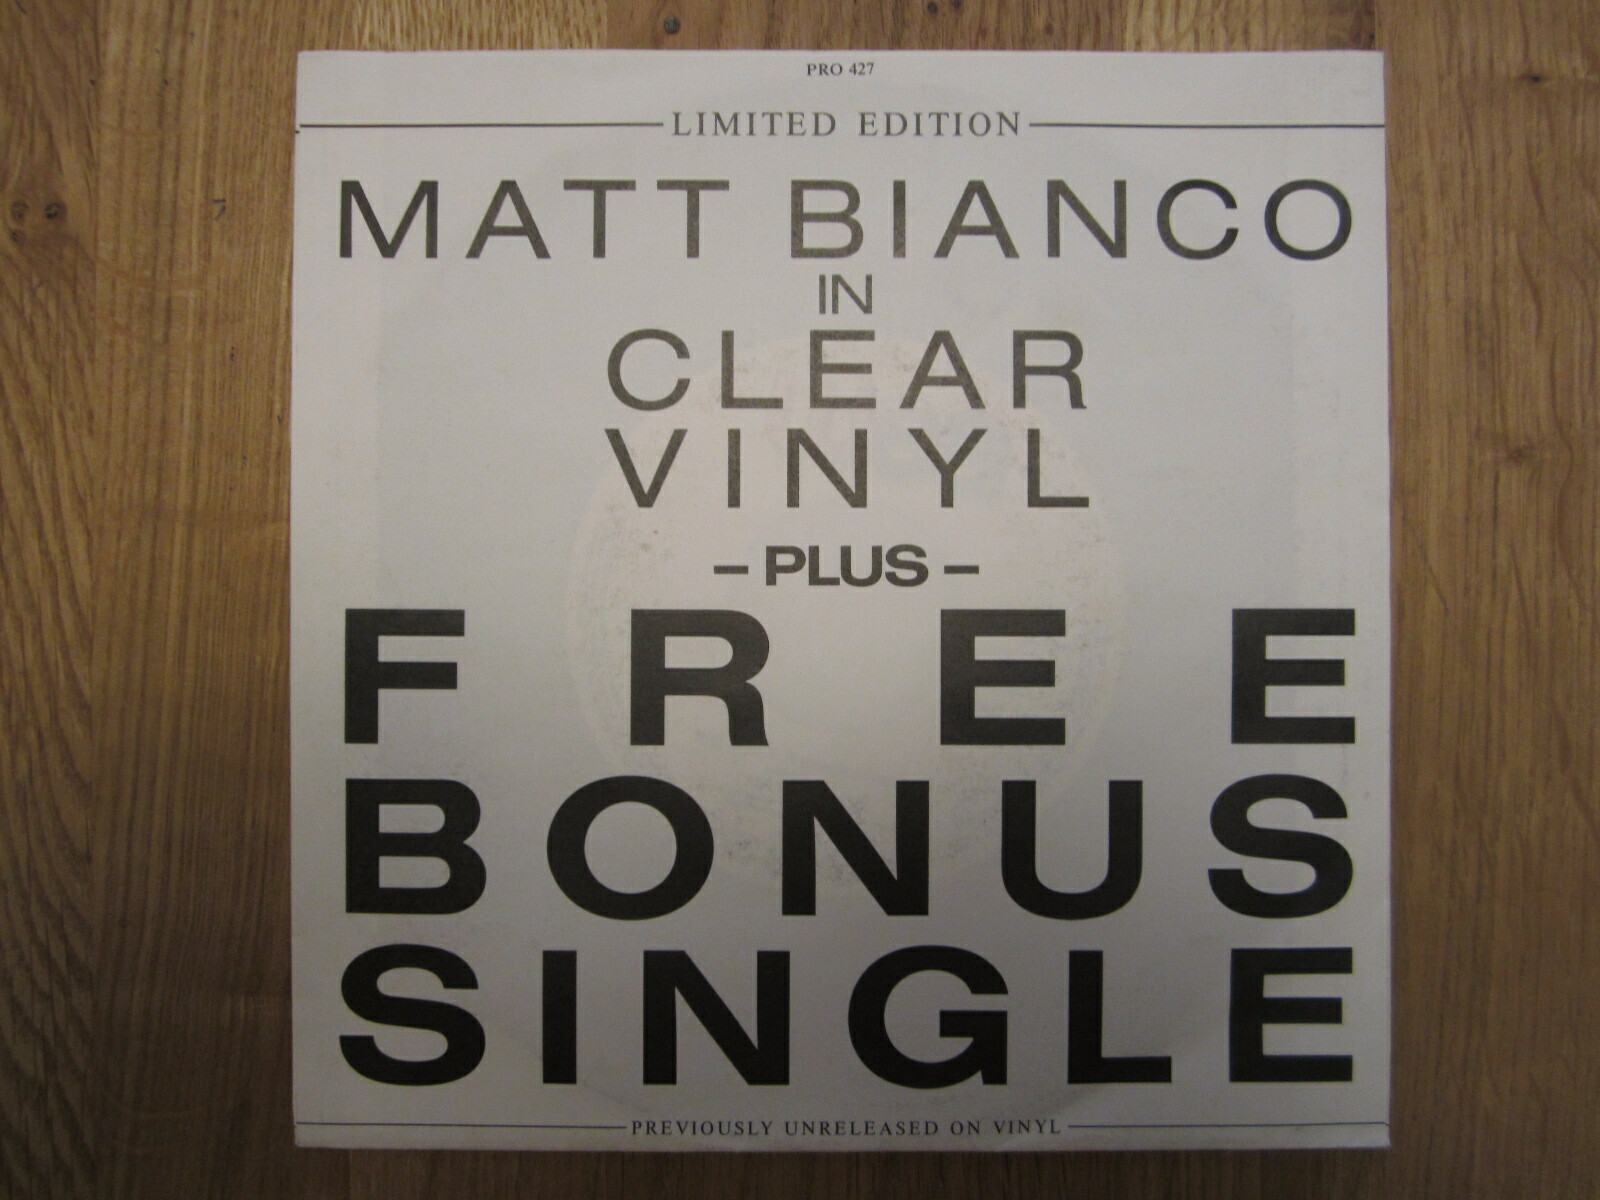 PRO 427
LIMITED EDITION
MATT BIANCO
IN
CLEAR
VINYL
– PLUS –
FREE
BONUS
SINGLE
PREVIOUSLY UNRELEASED ON VINYL